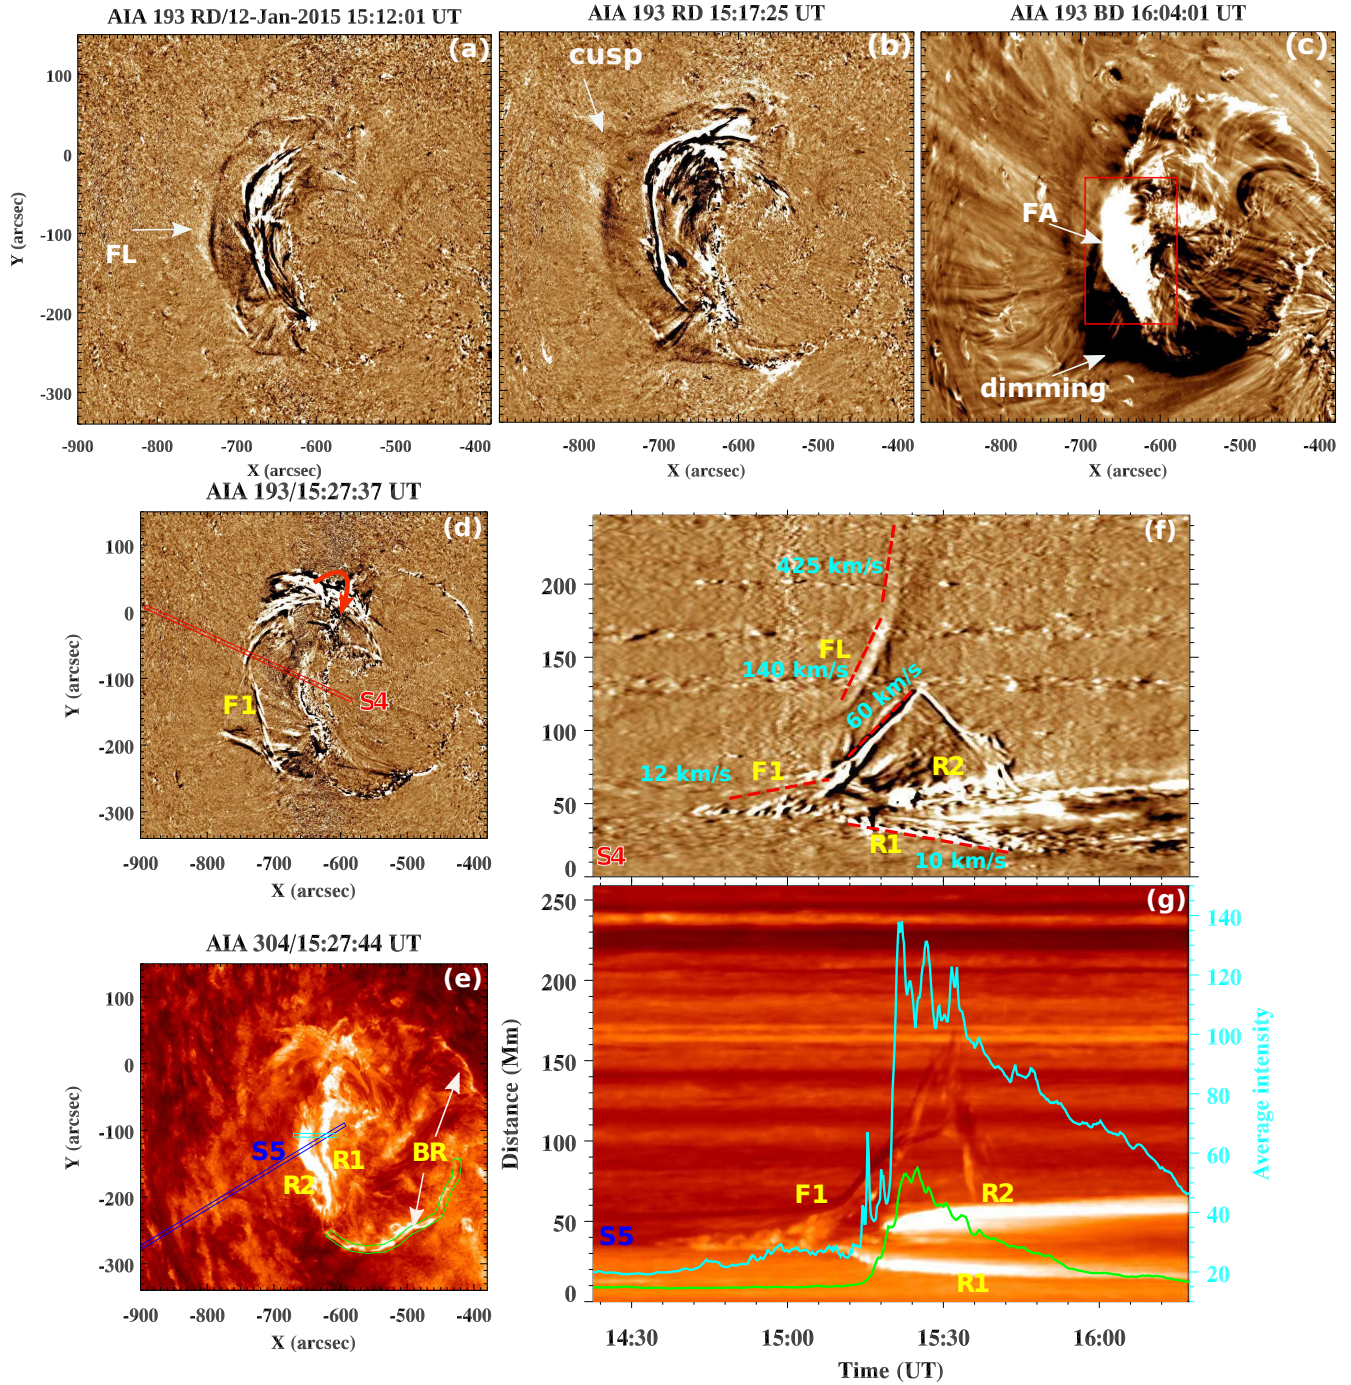 AIA 193 RD/12-Jan-2015 15:12:01 UT
AIA 193 RD 15:17:25 UT
AIA 193 BD 16:04:01 UT
(a)
(b)
(c)
cusp
FL
FA
dimming
100
0
-100
-200
-300
Y (arcsec)
-900 -800 -700 -600 -500 -400
X (arcsec)
-800 -700 -600 -500 -400
X (arcsec)
-800 -700 -600 -500 -400
X (arcsec)
AIA 193/15:27:37 UT
(d)
F1
S4
100
0
-100
-200
-300
Y (arcsec)
-900 -800 -700 -600 -500 -400
X (arcsec)
(f)
425 km/s
FL
140 km/s
60 km/s
12 km/s
F1
R2
R1
10 km/s
S4
200
150
100
50
0
AIA 304/15:27:44 UT
(e)
S5
R1
R2
BR
100
0
-100
-200
-300
Y (arcsec)
-900 -800 -700 -600 -500 -400
X (arcsec)
(g)
F1
R2
S5
R1
250
200
150
100
50
0
Distance (Mm)
140
120
100
80
60
40
20
Average intensity
14:30 15:00 15:30 16:00
Time (UT)